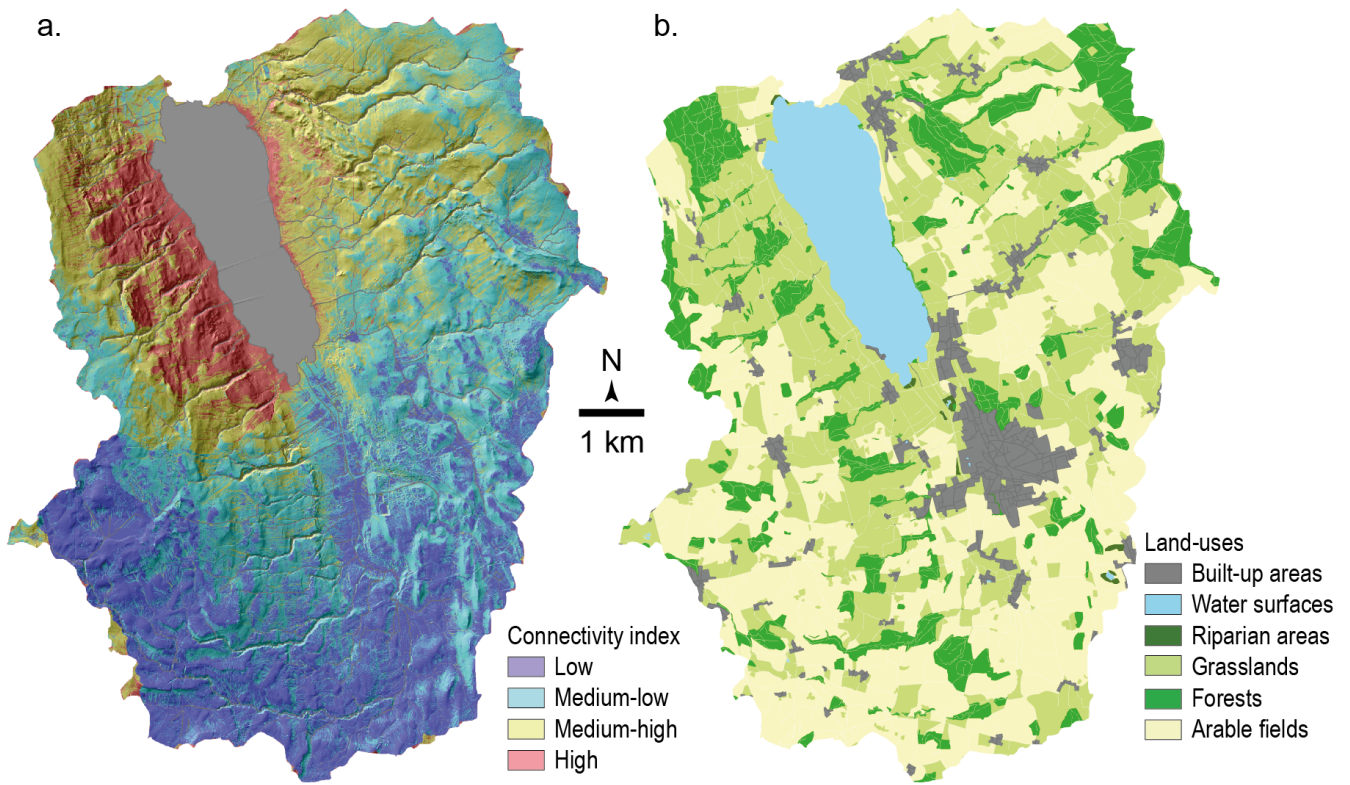 a.
b.
N
1 km
Connectivity index
Low
Medium-low
Medium-high
High
Land-uses
Built-up areas
Water surfaces
Riparian areas
Grasslands
Forests
Arable fields